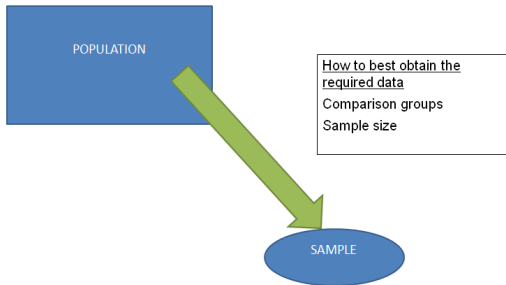 POPULATION
How to best obtain the
required data
Comparison groups
Sample size
SAMPLE